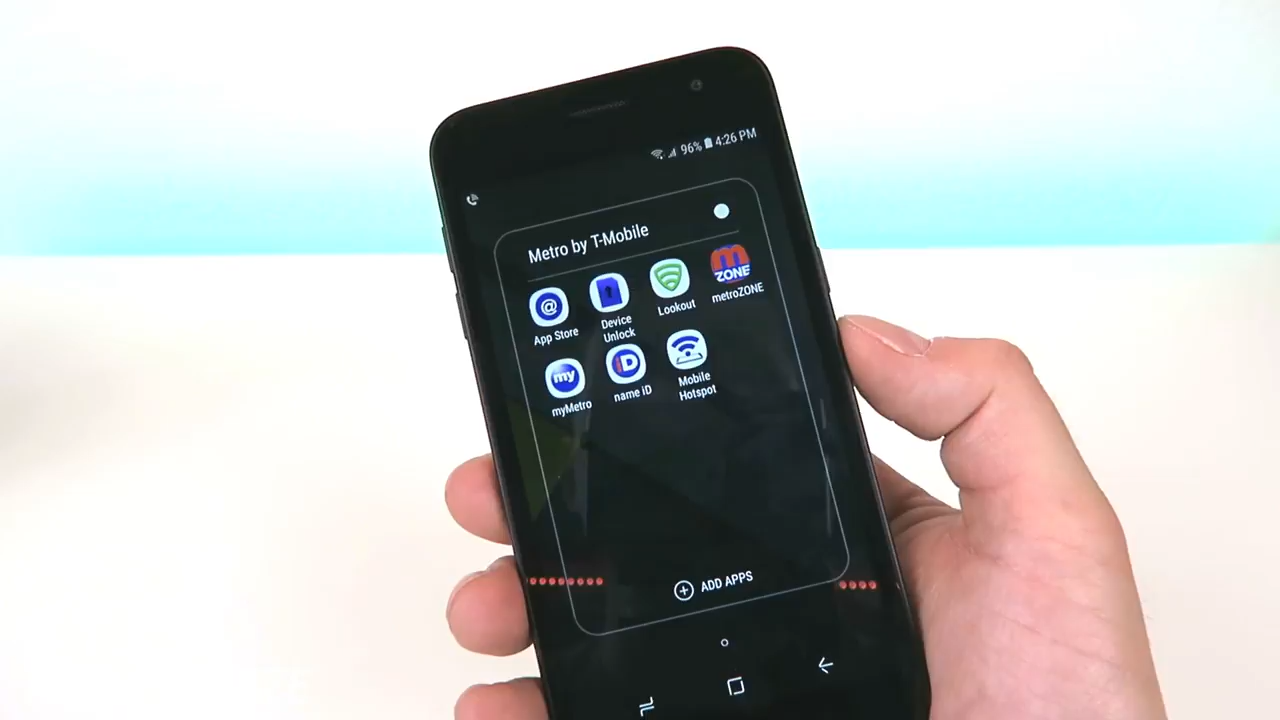 96% 4:26 PM
Metro by T-Mobile
@
App Store
Device
Unlock
Lookout
m
ZONE
metroZONE
my
myMetro
iD
name iD
Mobile
Hotspot
ADD APPS